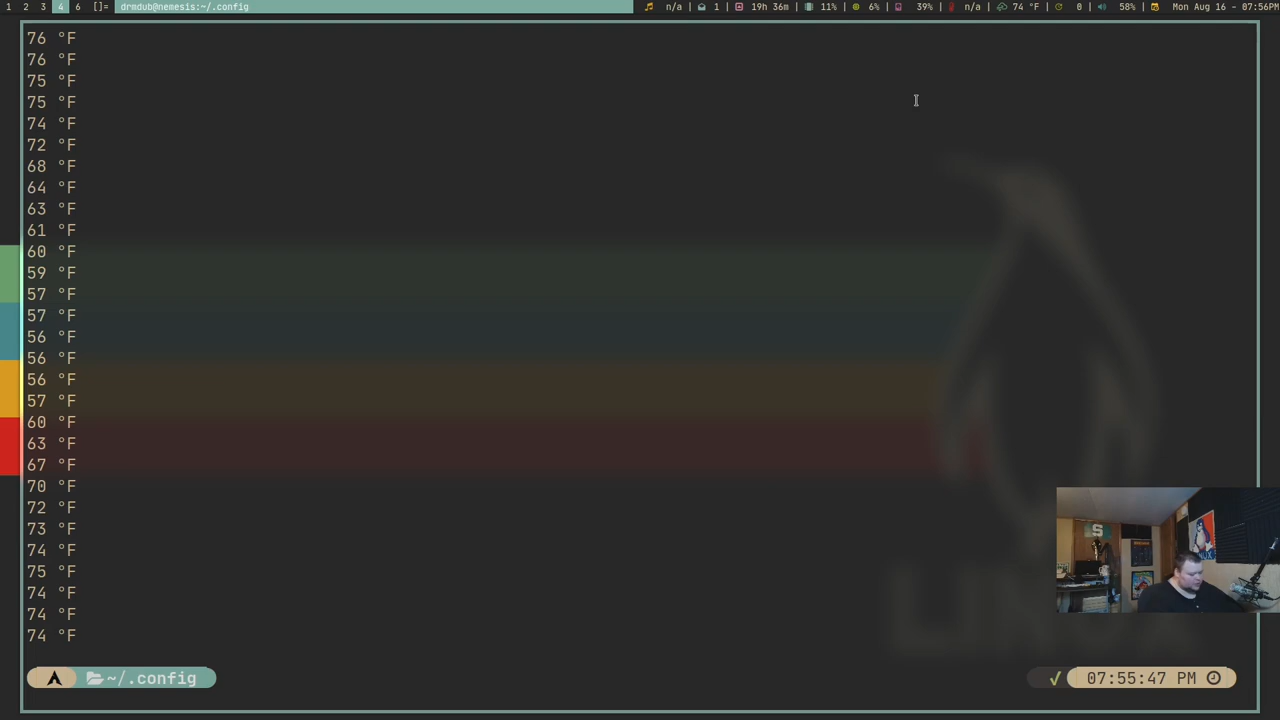 1 2 3 4 6 []= drmdub@nemesis:~/.config n/a | 1 | 19h 36m | 11% | 6% | 39% | n/a | 74 °F | 0 | 58% | Mon Aug 16 - 07:56PM
76 °F
76 °F
75 °F
75 °F
74 °F
72 °F
68 °F
64 °F
63 °F
61 °F
60 °F
59 °F
57 °F
57 °F
56 °F
56 °F
56 °F
57 °F
60 °F
63 °F
67 °F
70 °F
72 °F
73 °F
74 °F
75 °F
74 °F
74 °F
74 °F
LINUX
~/.config ✓ 07:55:47 PM
S